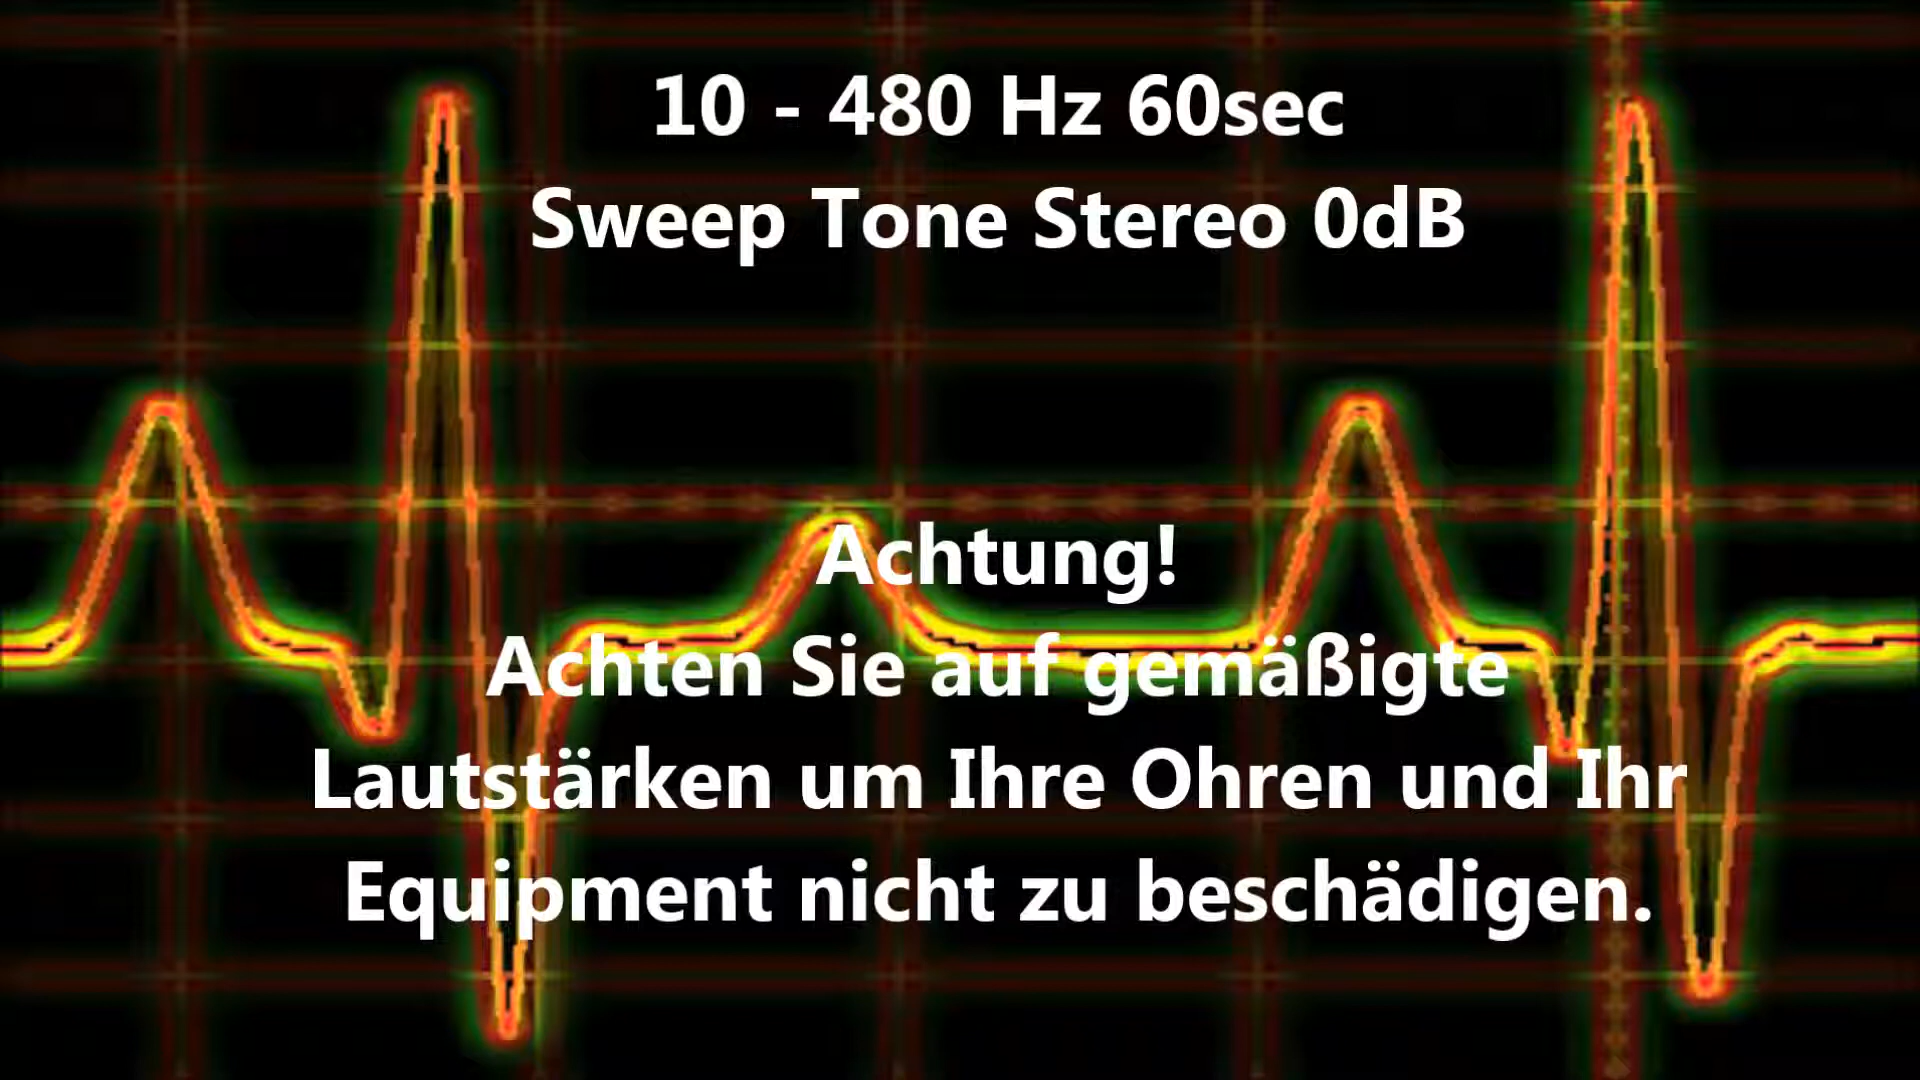 10 - 480 Hz 60sec
Sweep Tone Stereo 0dB
Achtung!
Achten Sie auf gemäßigte
Lautstärken um Ihre Ohren und Ihr
Equipment nicht zu beschädigen.